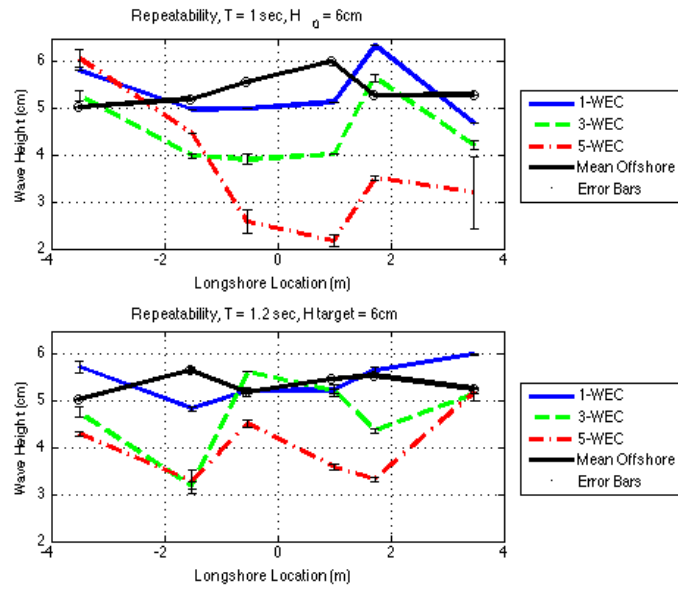 Repeatability, T = 1 sec, H 0 = 6cm
Wave Height (cm)
6
5
4
3
2
-4
-2
0
2
4
Longshore Location (m)
1-WEC
3-WEC
5-WEC
Mean Offshore
Error Bars
Repeatability, T = 1.2 sec, H target = 6cm
Wave Height (cm)
6
5
4
3
2
-4
-2
0
2
4
Longshore Location (m)
1-WEC
3-WEC
5-WEC
Mean Offshore
Error Bars